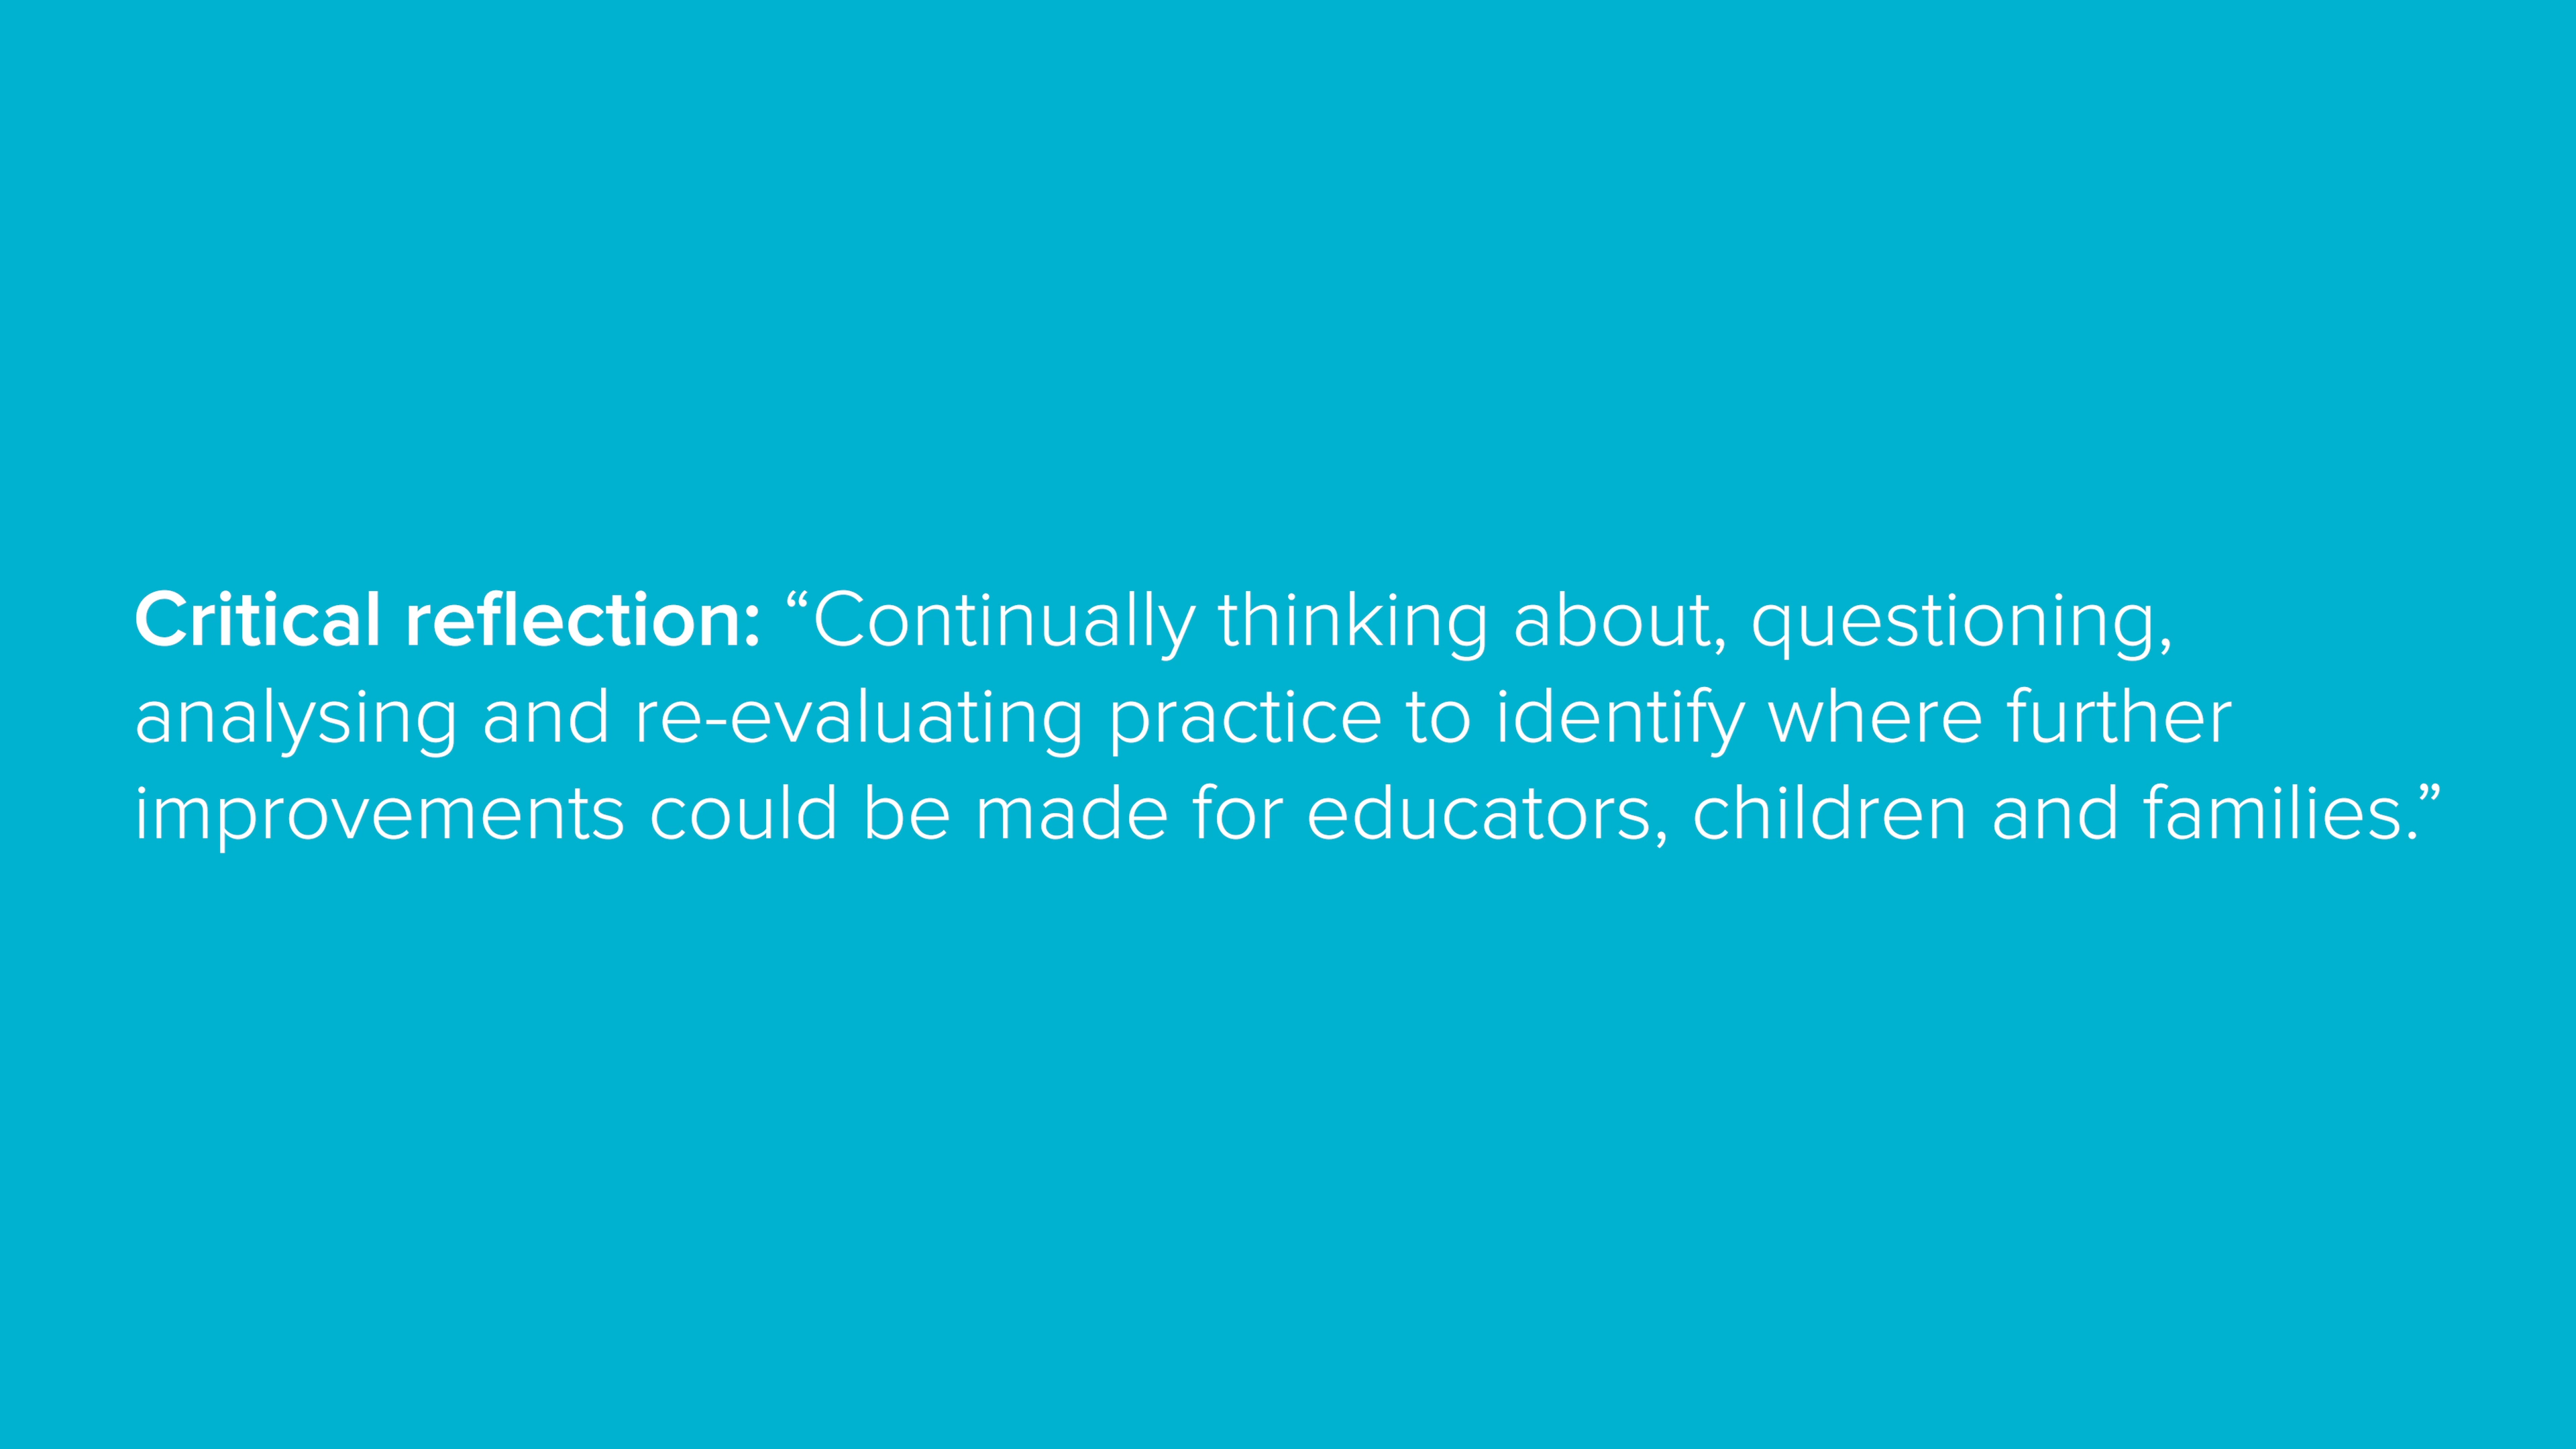 Critical reflection: “Continually thinking about, questioning,
analysing and re-evaluating practice to identify where further
improvements could be made for educators, children and families.”